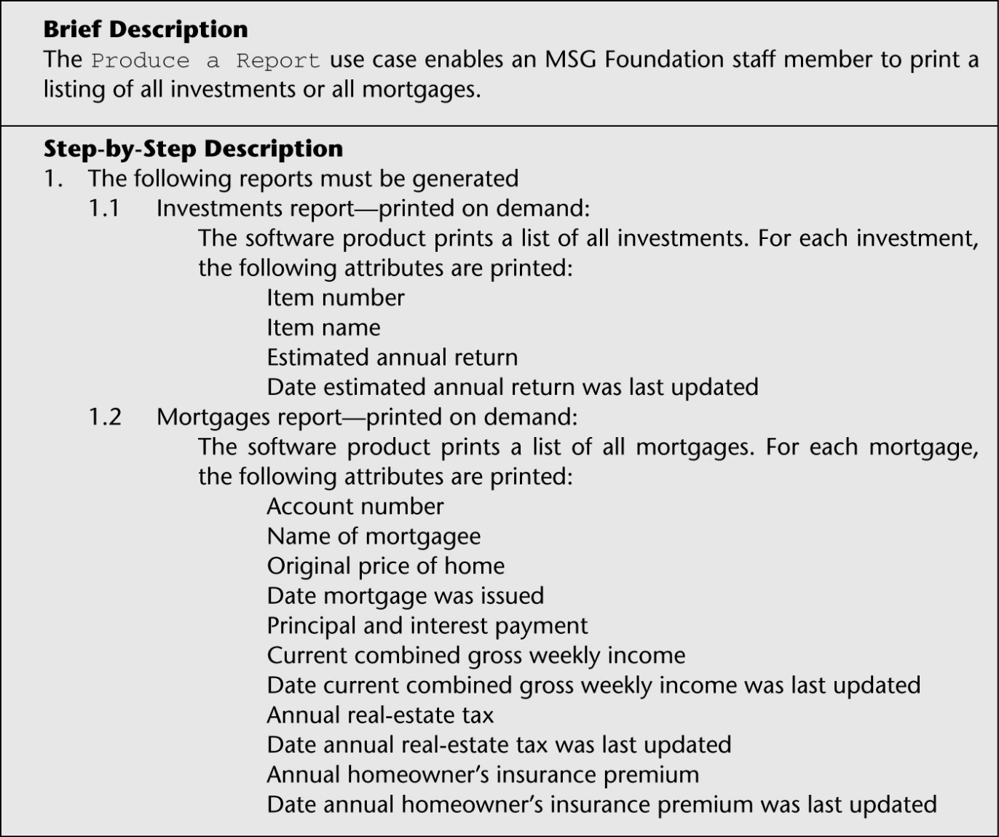 Brief Description
The Produce a Report use case enables an MSG Foundation staff member to print a
listing of all investments or all mortgages.
Step-by-Step Description
1. The following reports must be generated
1.1 Investments report—printed on demand:
The software product prints a list of all investments. For each investment,
the following attributes are printed:
Item number
Item name
Estimated annual return
Date estimated annual return was last updated
1.2 Mortgages report—printed on demand:
The software product prints a list of all mortgages. For each mortgage,
the following attributes are printed:
Account number
Name of mortgagee
Original price of home
Date mortgage was issued
Principal and interest payment
Current combined gross weekly income
Date current combined gross weekly income was last updated
Annual real-estate tax
Date annual real-estate tax was last updated
Annual homeowner’s insurance premium
Date annual homeowner’s insurance premium was last updated